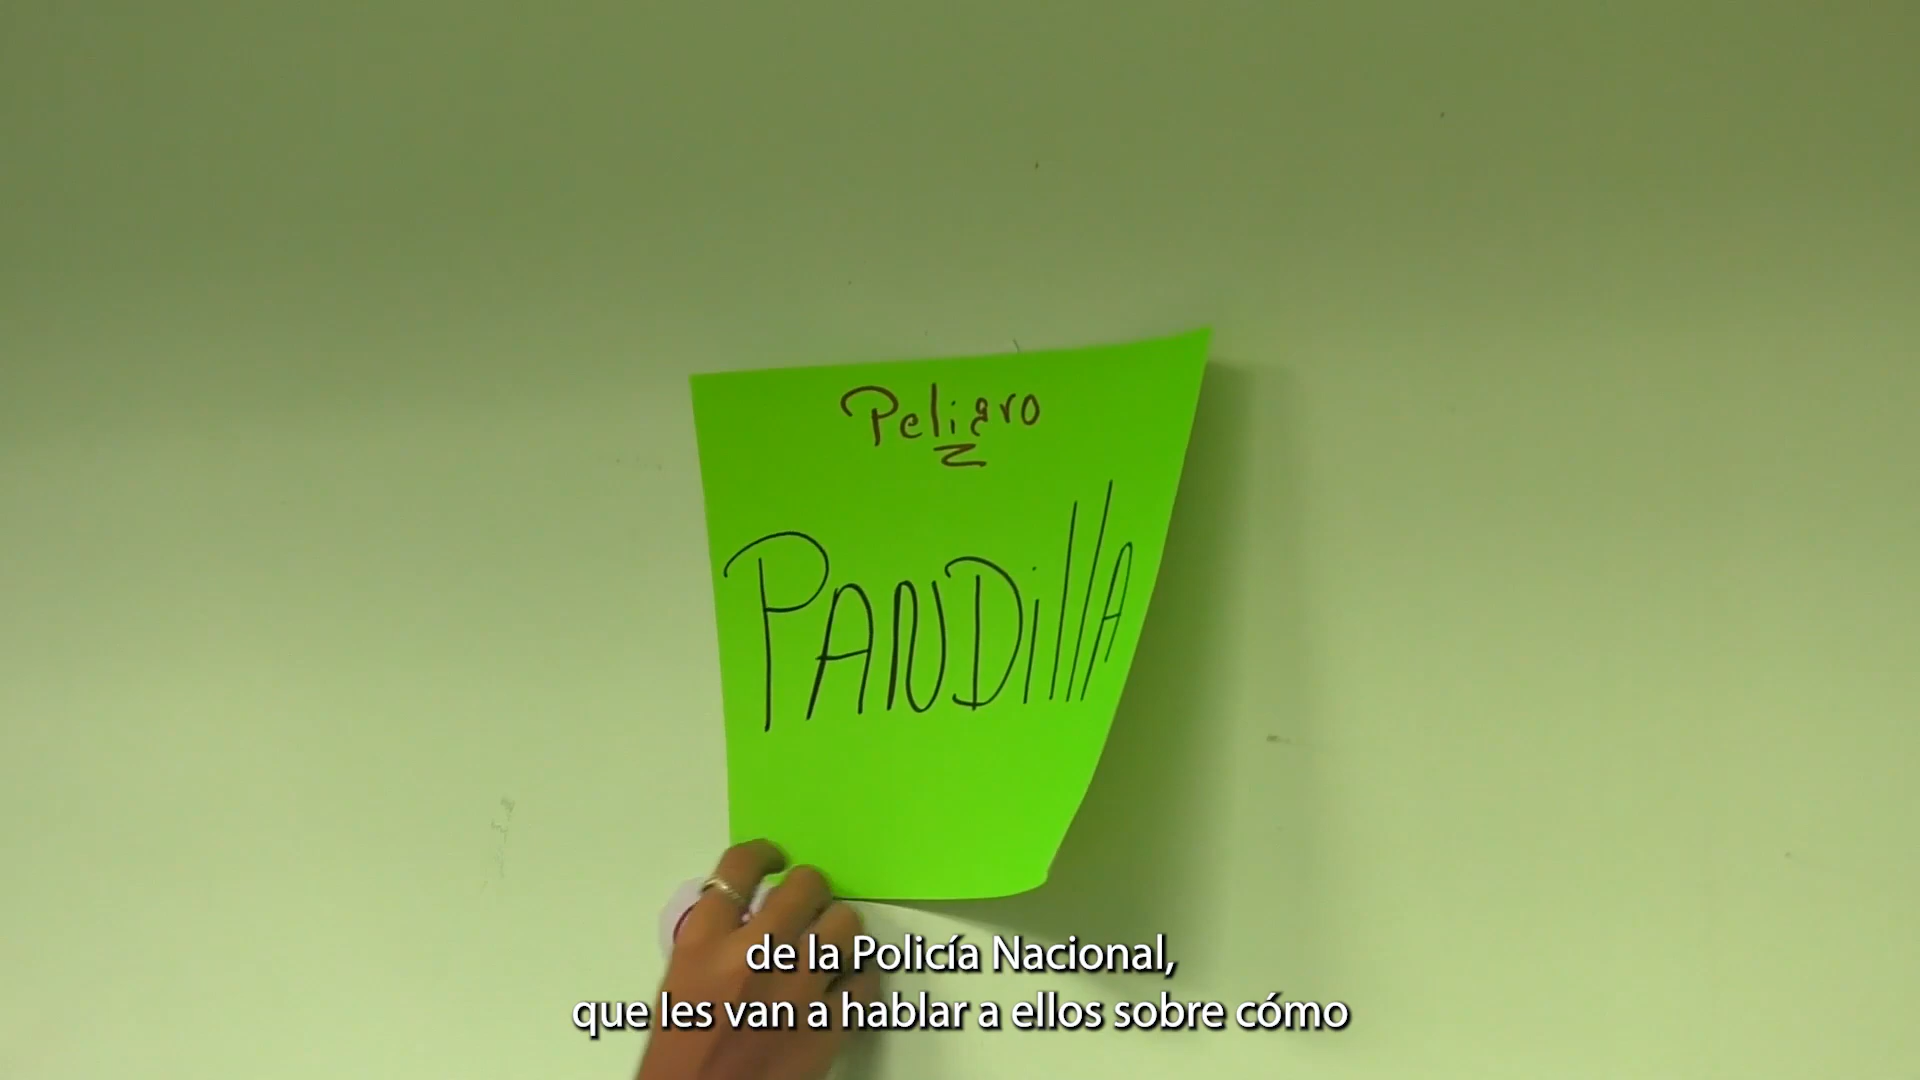 Peligro
PANDillA
de la Policía Nacional,
que les van a hablar a ellos sobre cómo